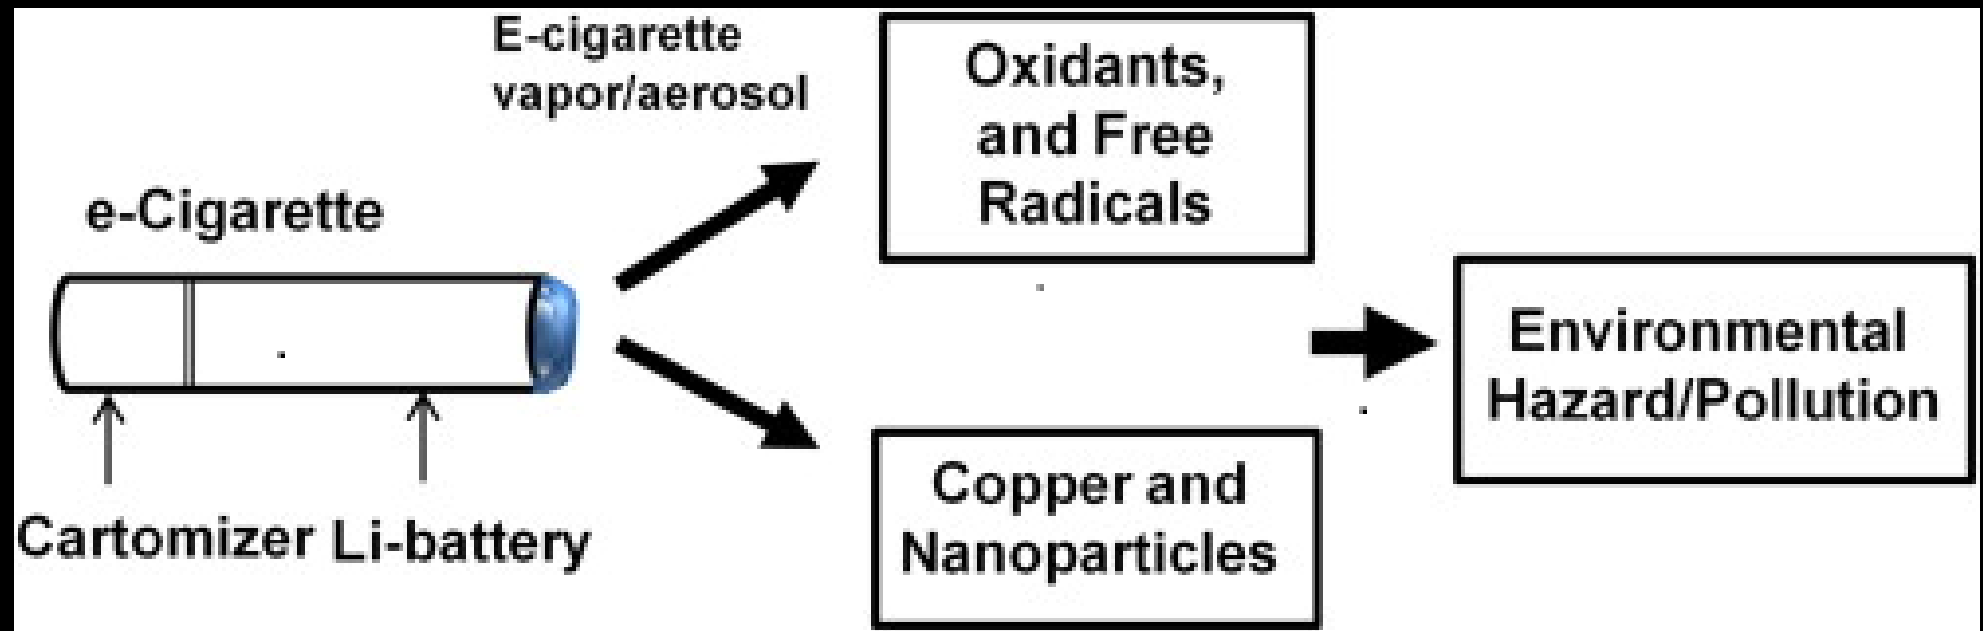 E-cigarette
vapor/aerosol
e-Cigarette
Cartomizer Li-battery
Oxidants,
and Free
Radicals
Copper and
Nanoparticles
Environmental
Hazard/Pollution